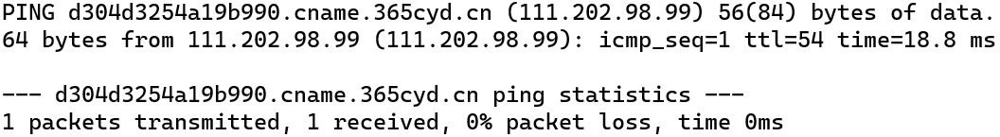 PING d304d3254a19b990.cname.365cyd.cn (111.202.98.99) 56(84) bytes of data.
64 bytes from 111.202.98.99 (111.202.98.99): icmp_seq=1 ttl=54 time=18.8 ms

--- d304d3254a19b990.cname.365cyd.cn ping statistics ---
1 packets transmitted, 1 received, 0% packet loss, time 0ms